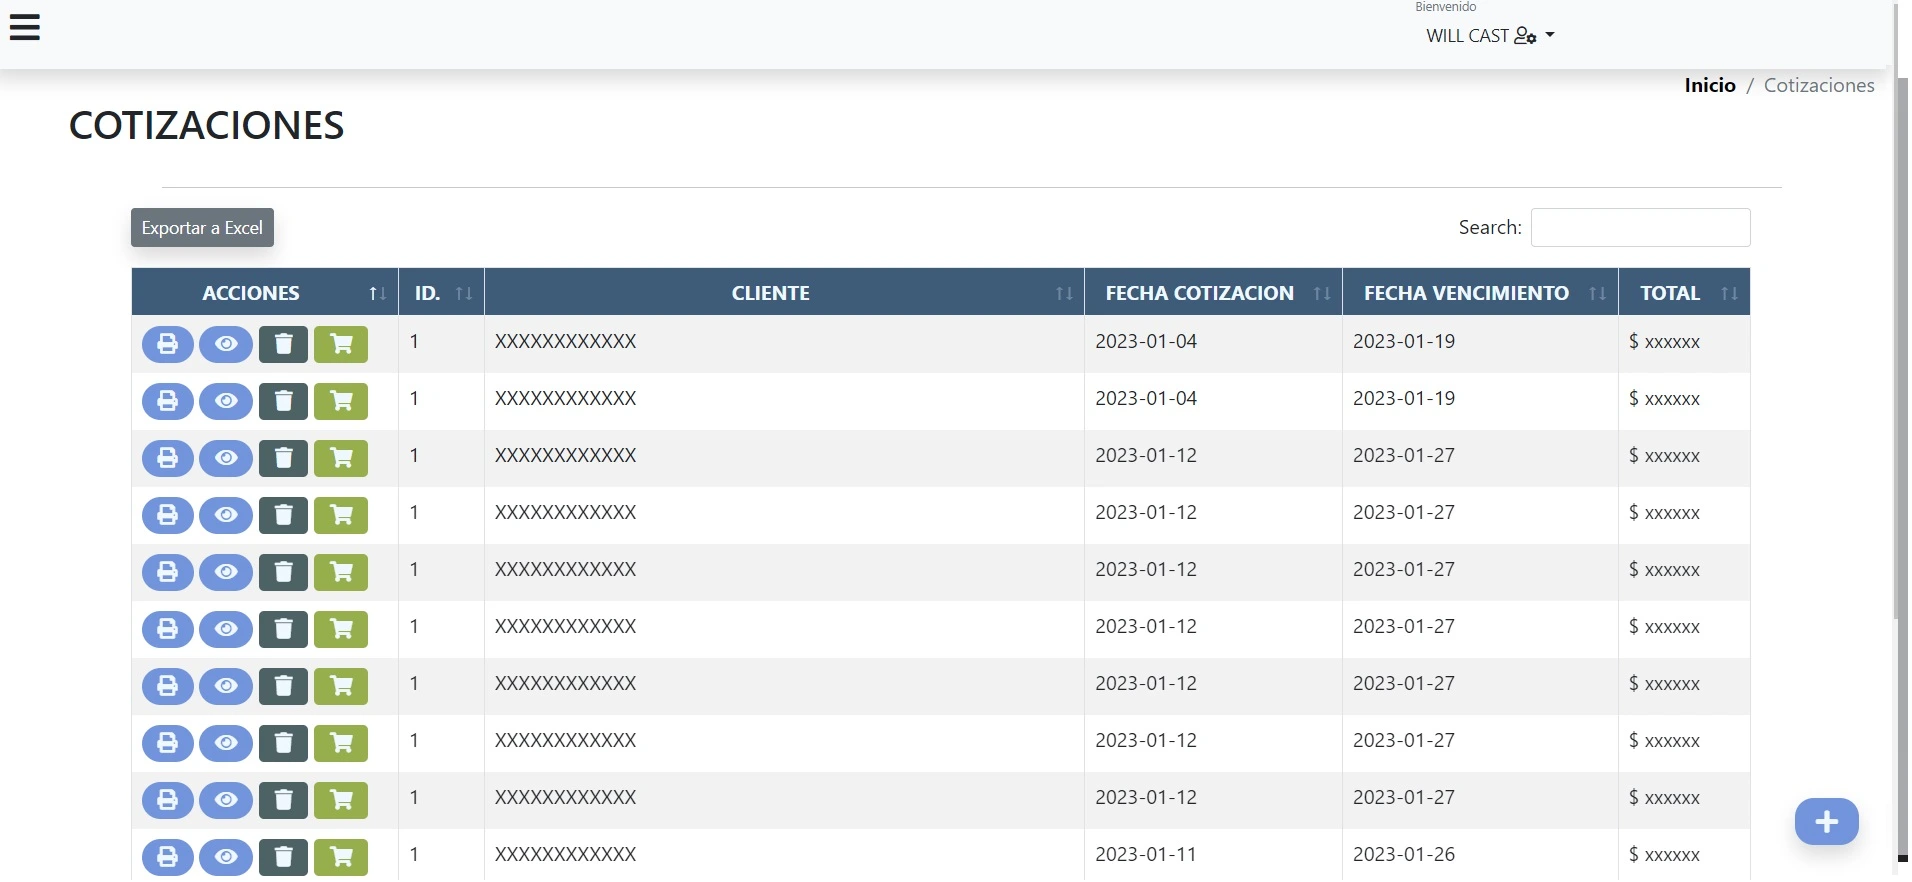 Bienvenido
WILL CAST
Inicio / Cotizaciones
COTIZACIONES
Exportar a Excel
Search:
ACCIONES ID. CLIENTE FECHA COTIZACION FECHA VENCIMIENTO TOTAL
1 XXXXXXXXXXXX 2023-01-04 2023-01-19 $ xxxxxx
1 XXXXXXXXXXXX 2023-01-04 2023-01-19 $ xxxxxx
1 XXXXXXXXXXXX 2023-01-12 2023-01-27 $ xxxxxx
1 XXXXXXXXXXXX 2023-01-12 2023-01-27 $ xxxxxx
1 XXXXXXXXXXXX 2023-01-12 2023-01-27 $ xxxxxx
1 XXXXXXXXXXXX 2023-01-12 2023-01-27 $ xxxxxx
1 XXXXXXXXXXXX 2023-01-12 2023-01-27 $ xxxxxx
1 XXXXXXXXXXXX 2023-01-12 2023-01-27 $ xxxxxx
1 XXXXXXXXXXXX 2023-01-12 2023-01-27 $ xxxxxx
1 XXXXXXXXXXXX 2023-01-11 2023-01-26 $ xxxxxx